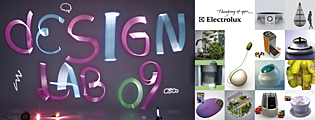 DESIGN
LAB 09
Thinking of you
Electrolux